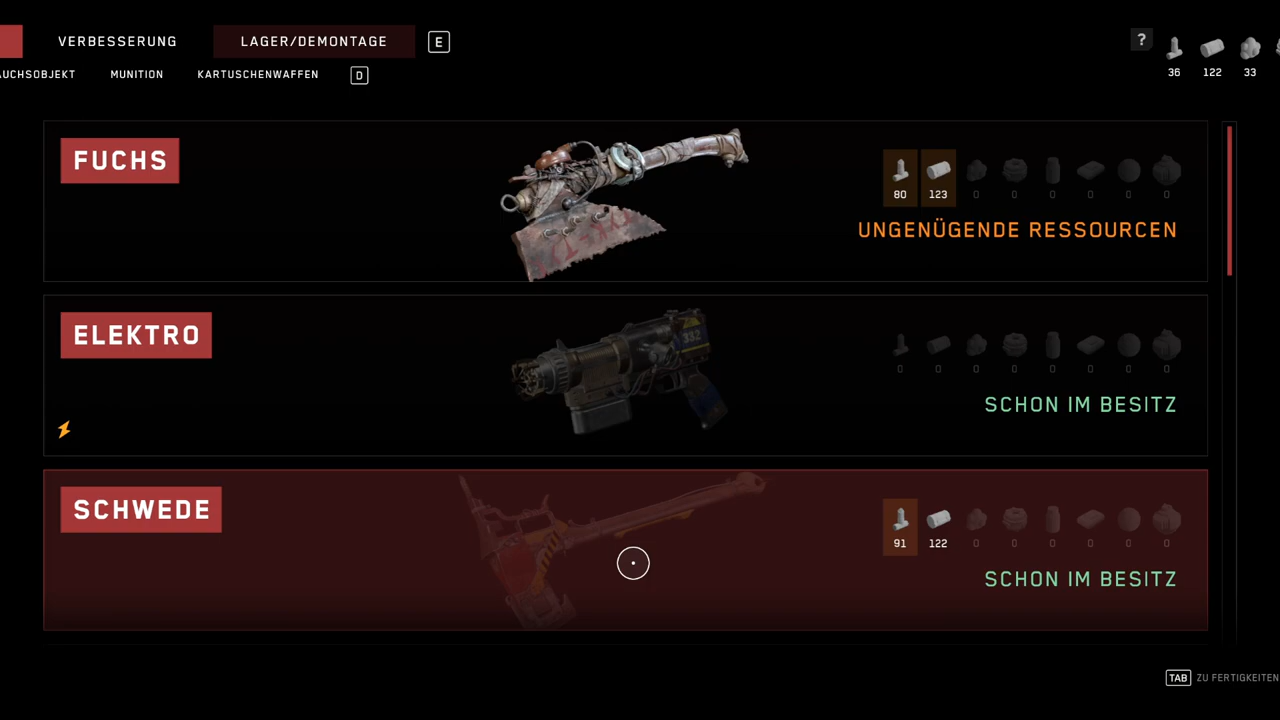 VERBESSERUNG LAGER/DEMONTAGE E ?
AUCHSOBJEKT MUNITION KARTUSCHENWAFFEN D
36 122 33
FUCHS
80 123 0 0 0 0 0 0
UNGENÜGENDE RESSOURCEN
ELEKTRO
332
0 0 0 0 0 0 0 0
SCHON IM BESITZ
SCHWEDE
91 122 0 0 0 0 0 0
SCHON IM BESITZ
TAB ZU FERTIGKEITEN